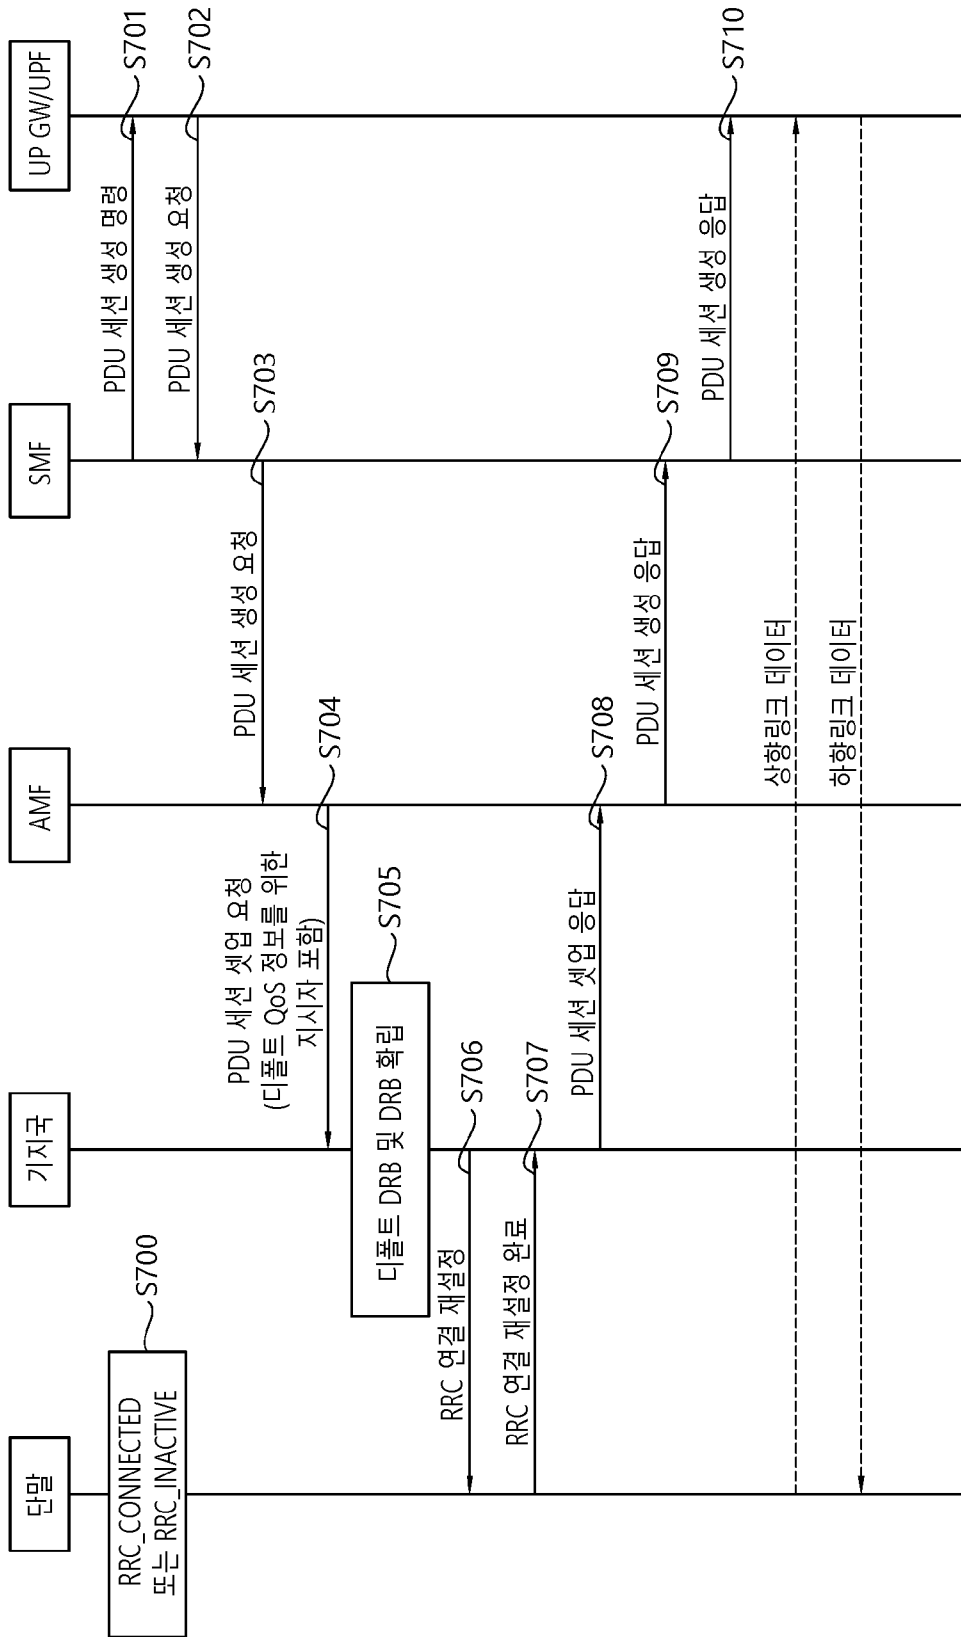 단말
기지국
AMF
SMF
UP GW/UPF
RRC_CONNECTED
또는 RRC_INACTIVE
S700
PDU 세션 생성 명령
S701
PDU 세션 생성 요청
S702
PDU 세션 생성 요청
S703
PDU 세션 셋업 요청
(디폴트 QoS 정보를 위한
지시자 포함)
S704
디폴트 DRB 및 DRB 확립
S705
RRC 연결 재설정
S706
RRC 연결 재설정 완료
S707
PDU 세션 셋업 응답
S708
PDU 세션 생성 응답
S709
PDU 세션 생성 응답
S710
상향링크 데이터
하향링크 데이터